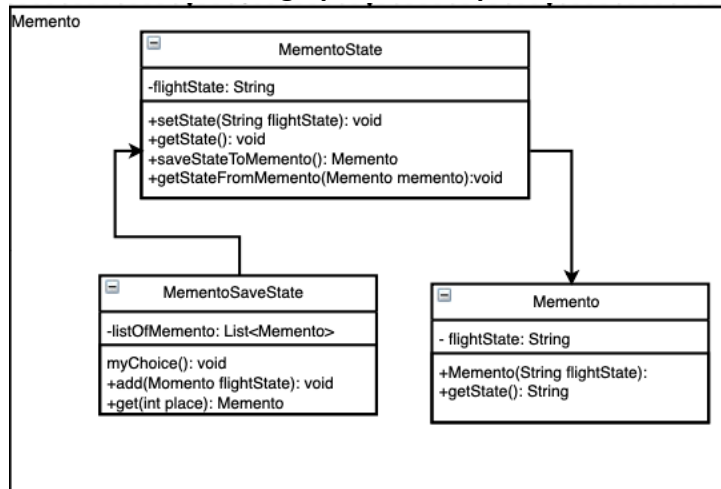 Memento
MementoState
-flightState: String
+setState(String flightState): void
+getState(): void
+saveStateToMemento(): Memento
+getStateFromMemento(Memento memento):void
MementoSaveState
-listOfMemento: List<Memento>
myChoice(): void
+add(Momento flightState): void
+get(int place): Memento
Memento
- flightState: String
+Memento(String flightState):
+getState(): String